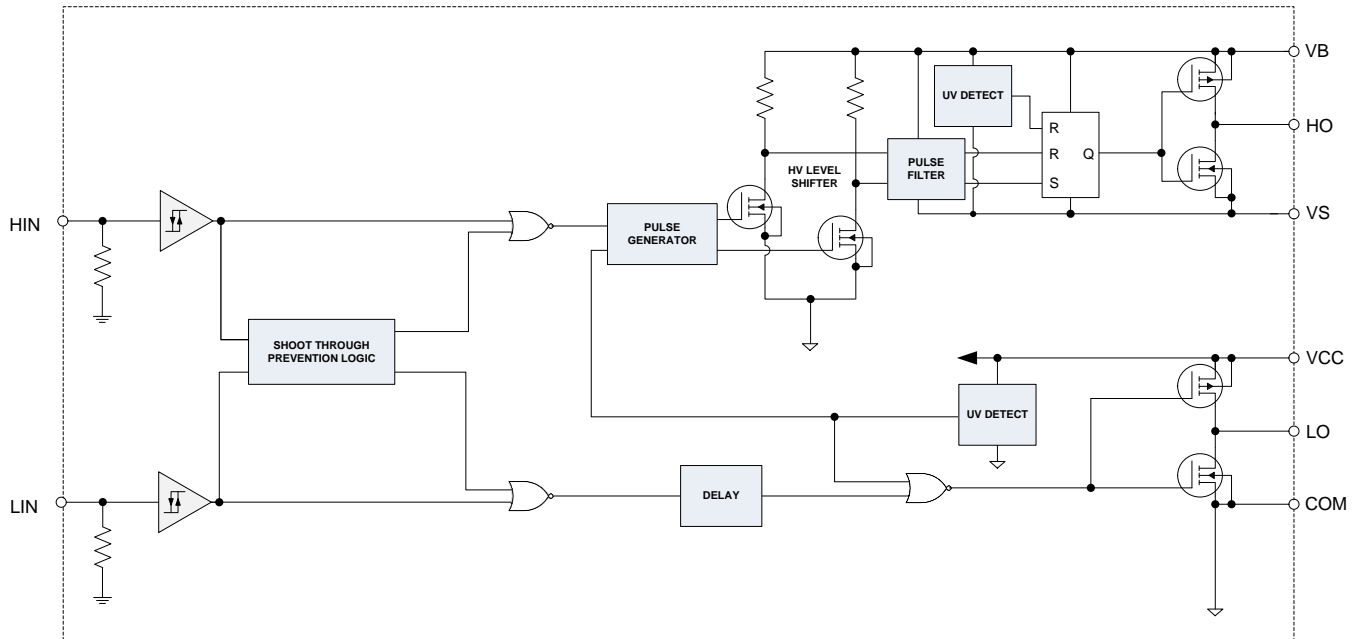 VB
UV DETECT
HO
R
R
Q
S
PULSE
FILTER
HV LEVEL
SHIFTER
VS
HIN
PULSE
GENERATOR
SHOOT THROUGH
PREVENTION LOGIC
VCC
UV DETECT
LO
LIN
DELAY
COM